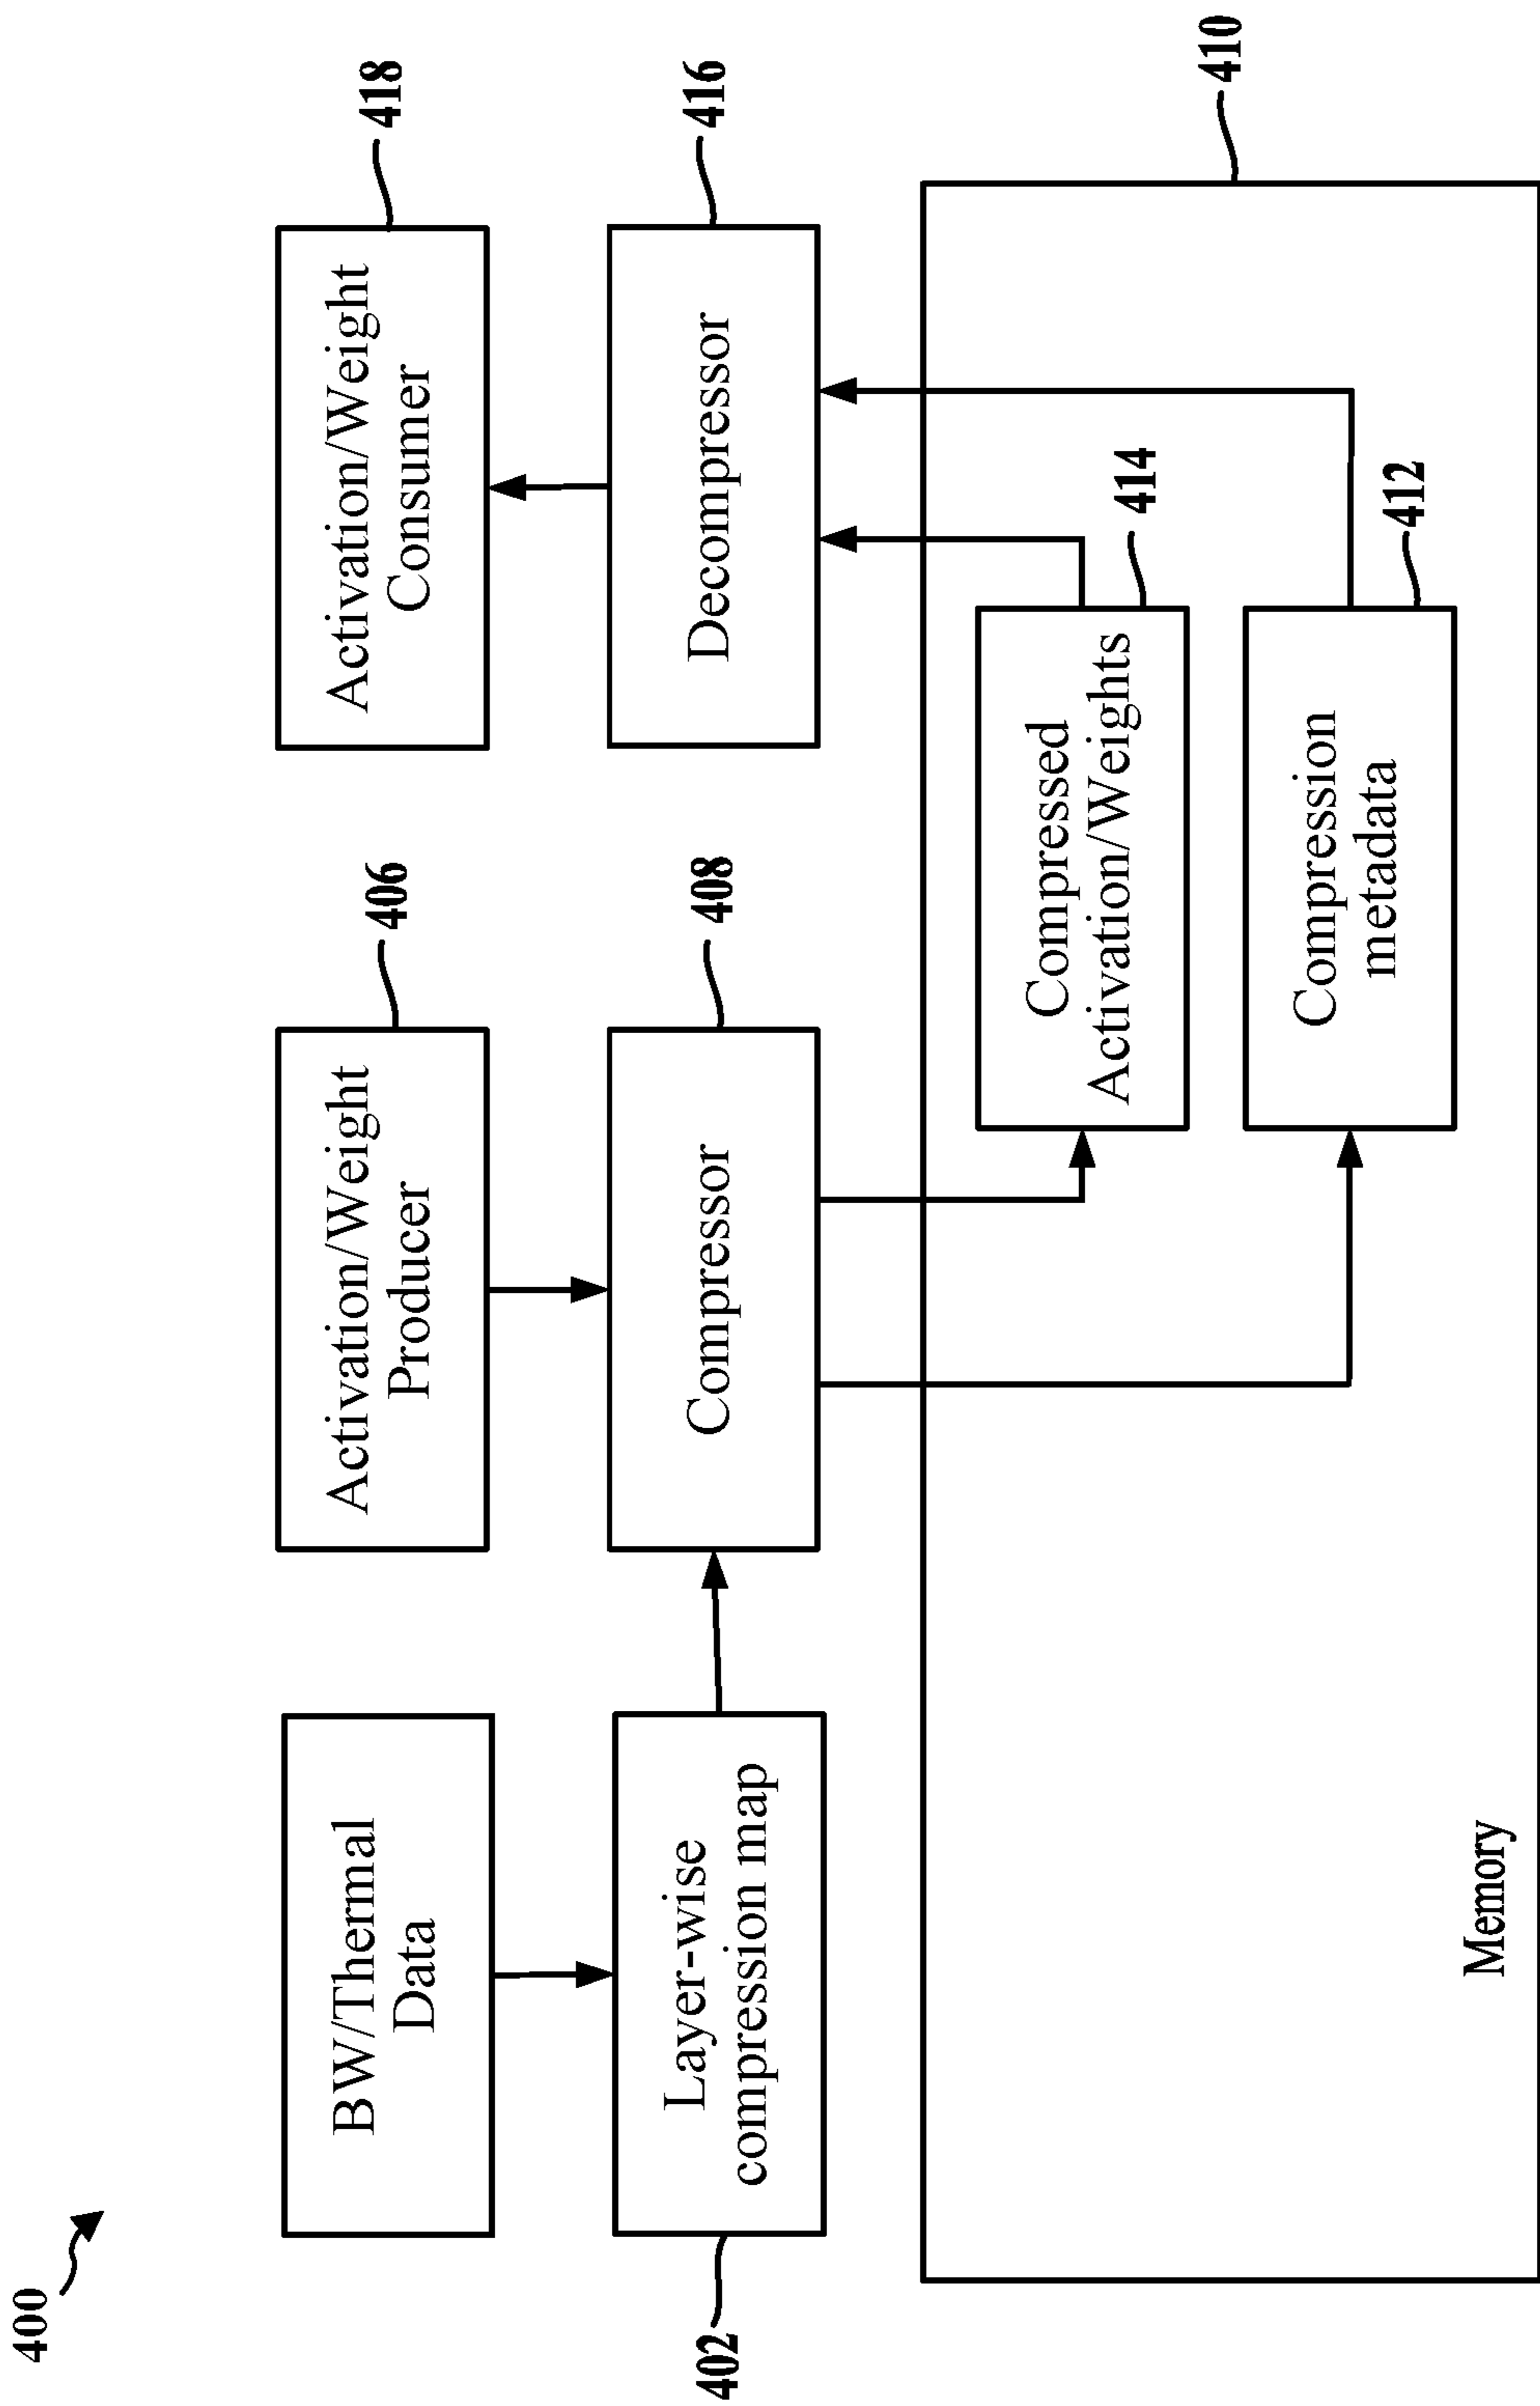 400
BW/Thermal
Data
Activation/Weight
Producer
406
Activation/Weight
Consumer
418
402
Layer-wise
compression map
Compressor
408
Decompressor
416
410
Compressed
Activation/Weights
414
Compression
metadata
412
Memory